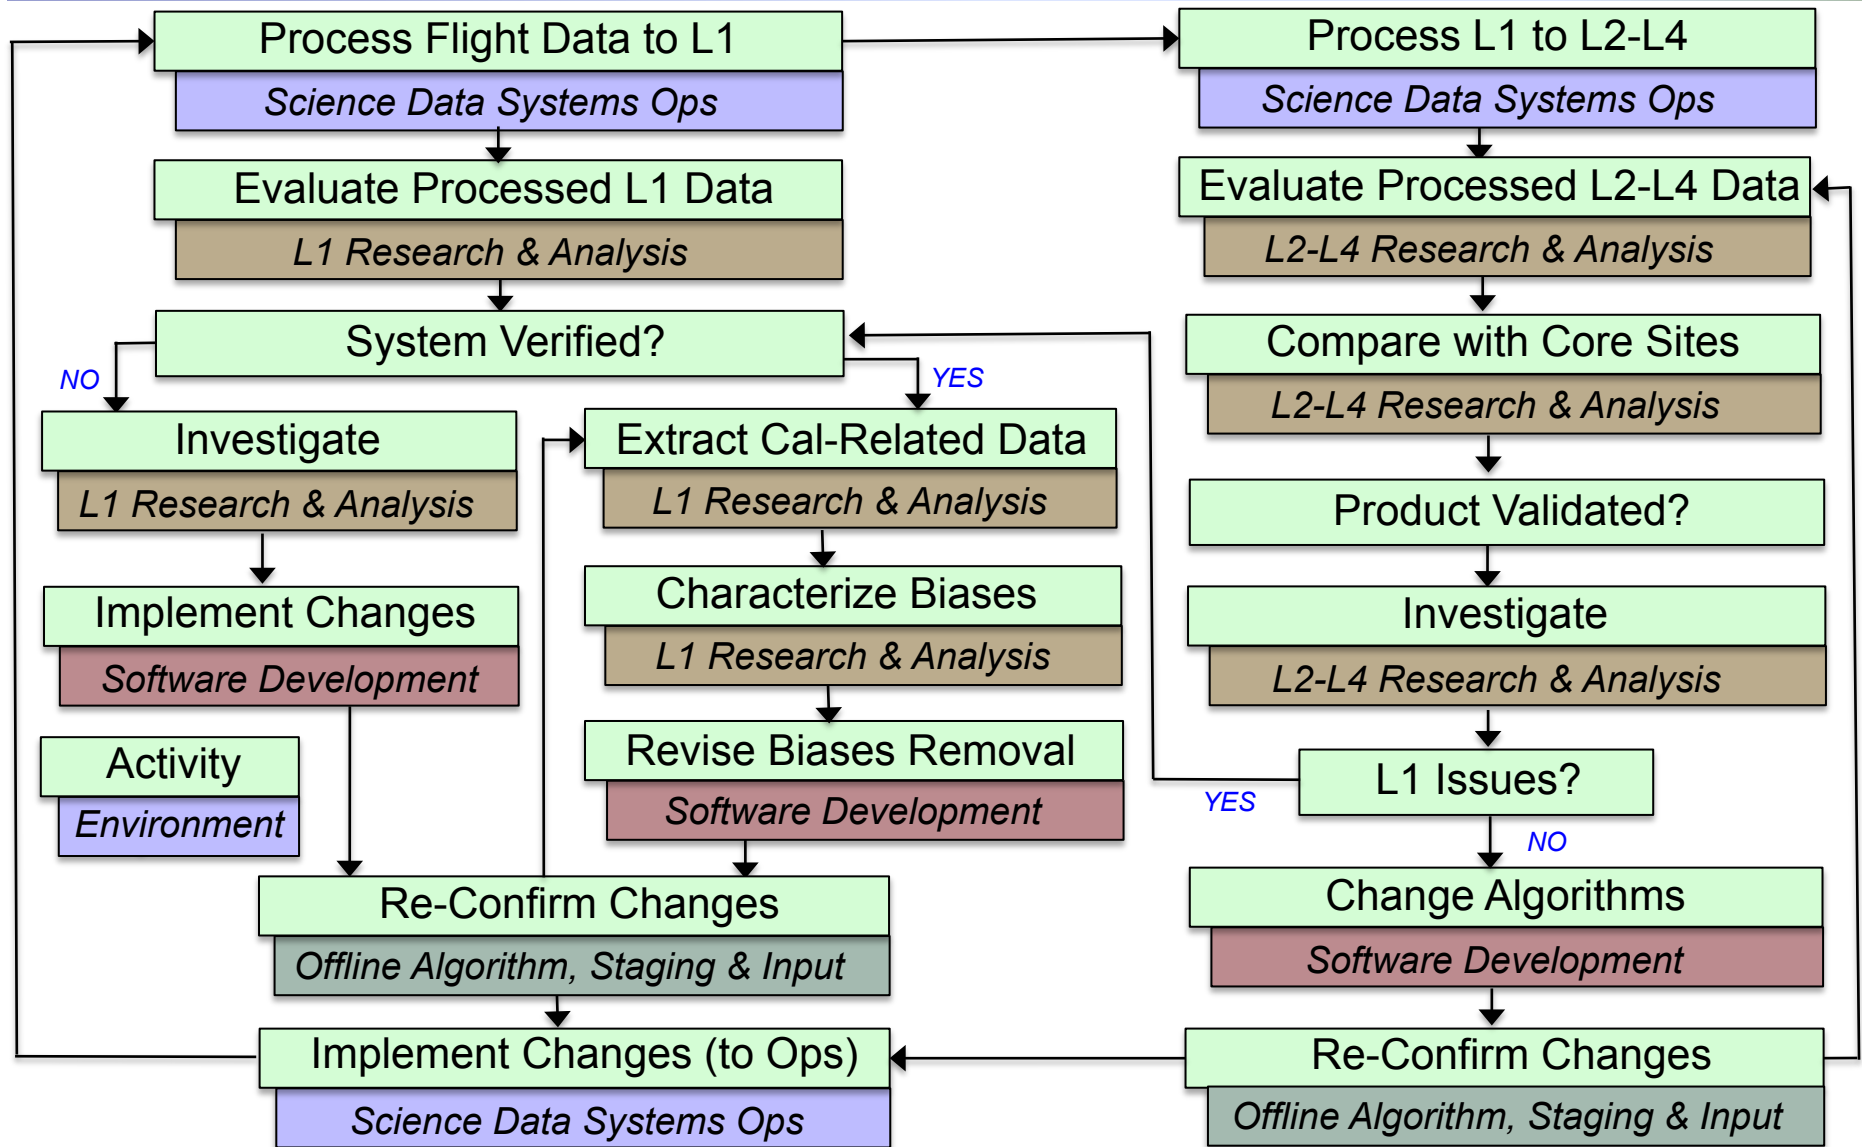 Process Flight Data to L1
Science Data Systems Ops
Evaluate Processed L1 Data
L1 Research & Analysis
System Verified?
NO
YES
Investigate
L1 Research & Analysis
Implement Changes
Software Development
Activity
Environment
Extract Cal-Related Data
L1 Research & Analysis
Characterize Biases
L1 Research & Analysis
Revise Biases Removal
Software Development
Re-Confirm Changes
Offline Algorithm, Staging & Input
Implement Changes (to Ops)
Science Data Systems Ops
Process L1 to L2-L4
Science Data Systems Ops
Evaluate Processed L2-L4 Data
L2-L4 Research & Analysis
Compare with Core Sites
L2-L4 Research & Analysis
Product Validated?
Investigate
L2-L4 Research & Analysis
L1 Issues?
YES
NO
Change Algorithms
Software Development
Re-Confirm Changes
Offline Algorithm, Staging & Input